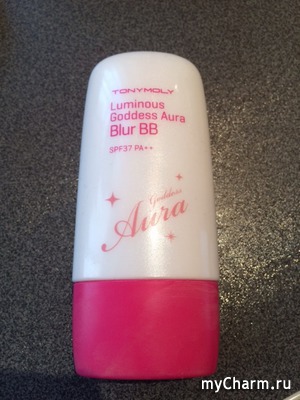 TONYMOLY
Luminous
Goddess Aura
Blur BB
SPF37 PA++
Goddess
Aura
myCharm.ru